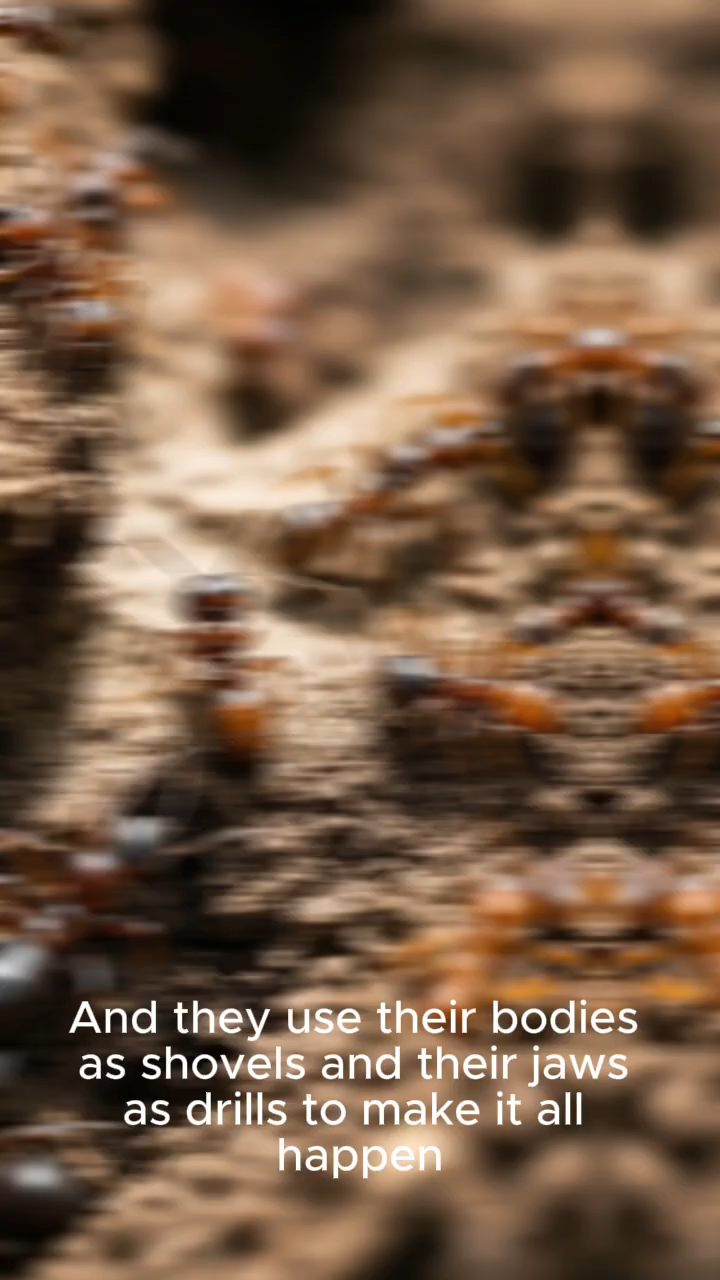 And they use their bodies
as shovels and their jaws
as drills to make it all
happen